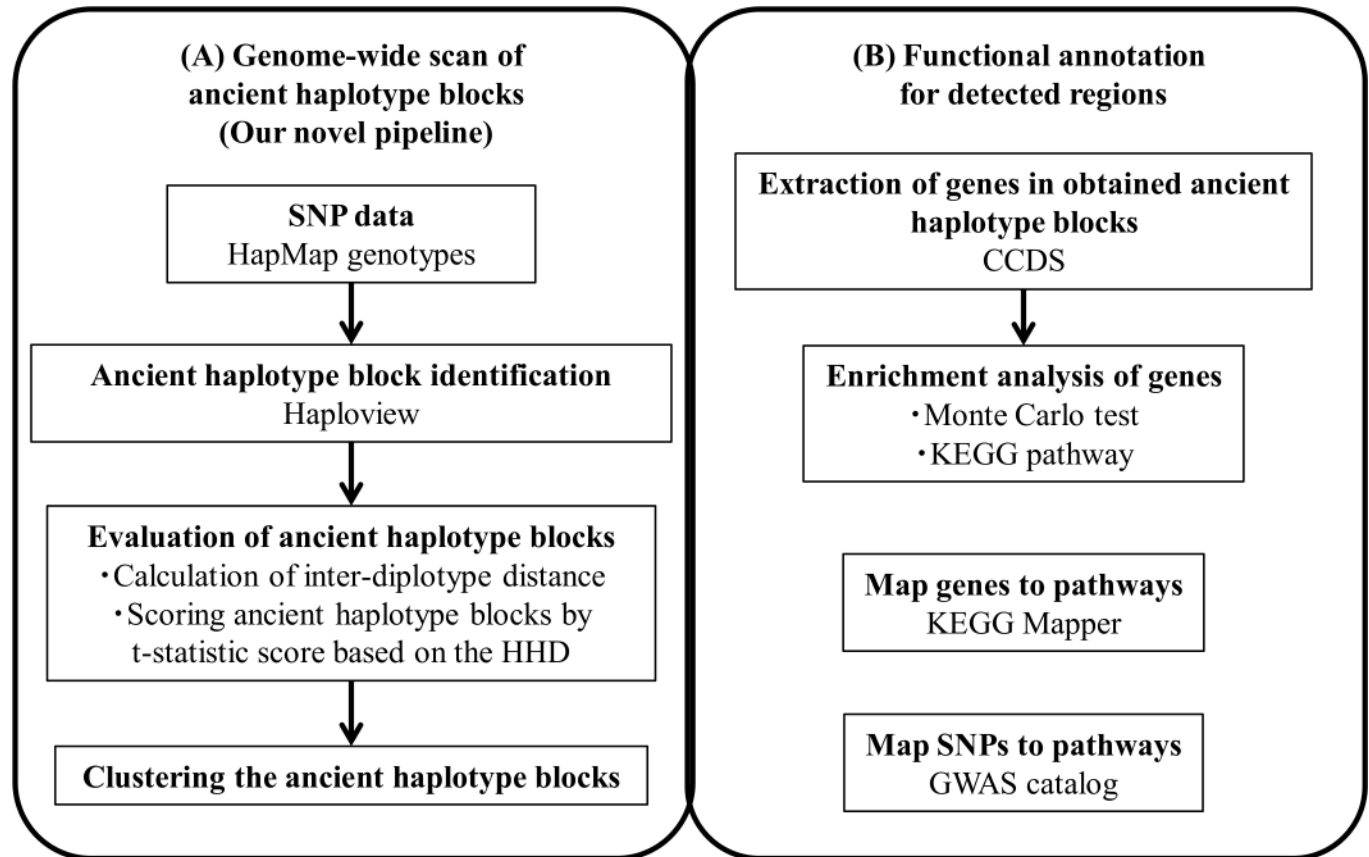 (A) Genome-wide scan of
ancient haplotype blocks
(Our novel pipeline)
SNP data
HapMap genotypes
Ancient haplotype block identification
Haploview
Evaluation of ancient haplotype blocks
・Calculation of inter-diplotype distance
・Scoring ancient haplotype blocks by
t-statistic score based on the HHD
Clustering the ancient haplotype blocks
(B) Functional annotation
for detected regions
Extraction of genes in obtained ancient
haplotype blocks
CCDS
Enrichment analysis of genes
・Monte Carlo test
・KEGG pathway
Map genes to pathways
KEGG Mapper
Map SNPs to pathways
GWAS catalog